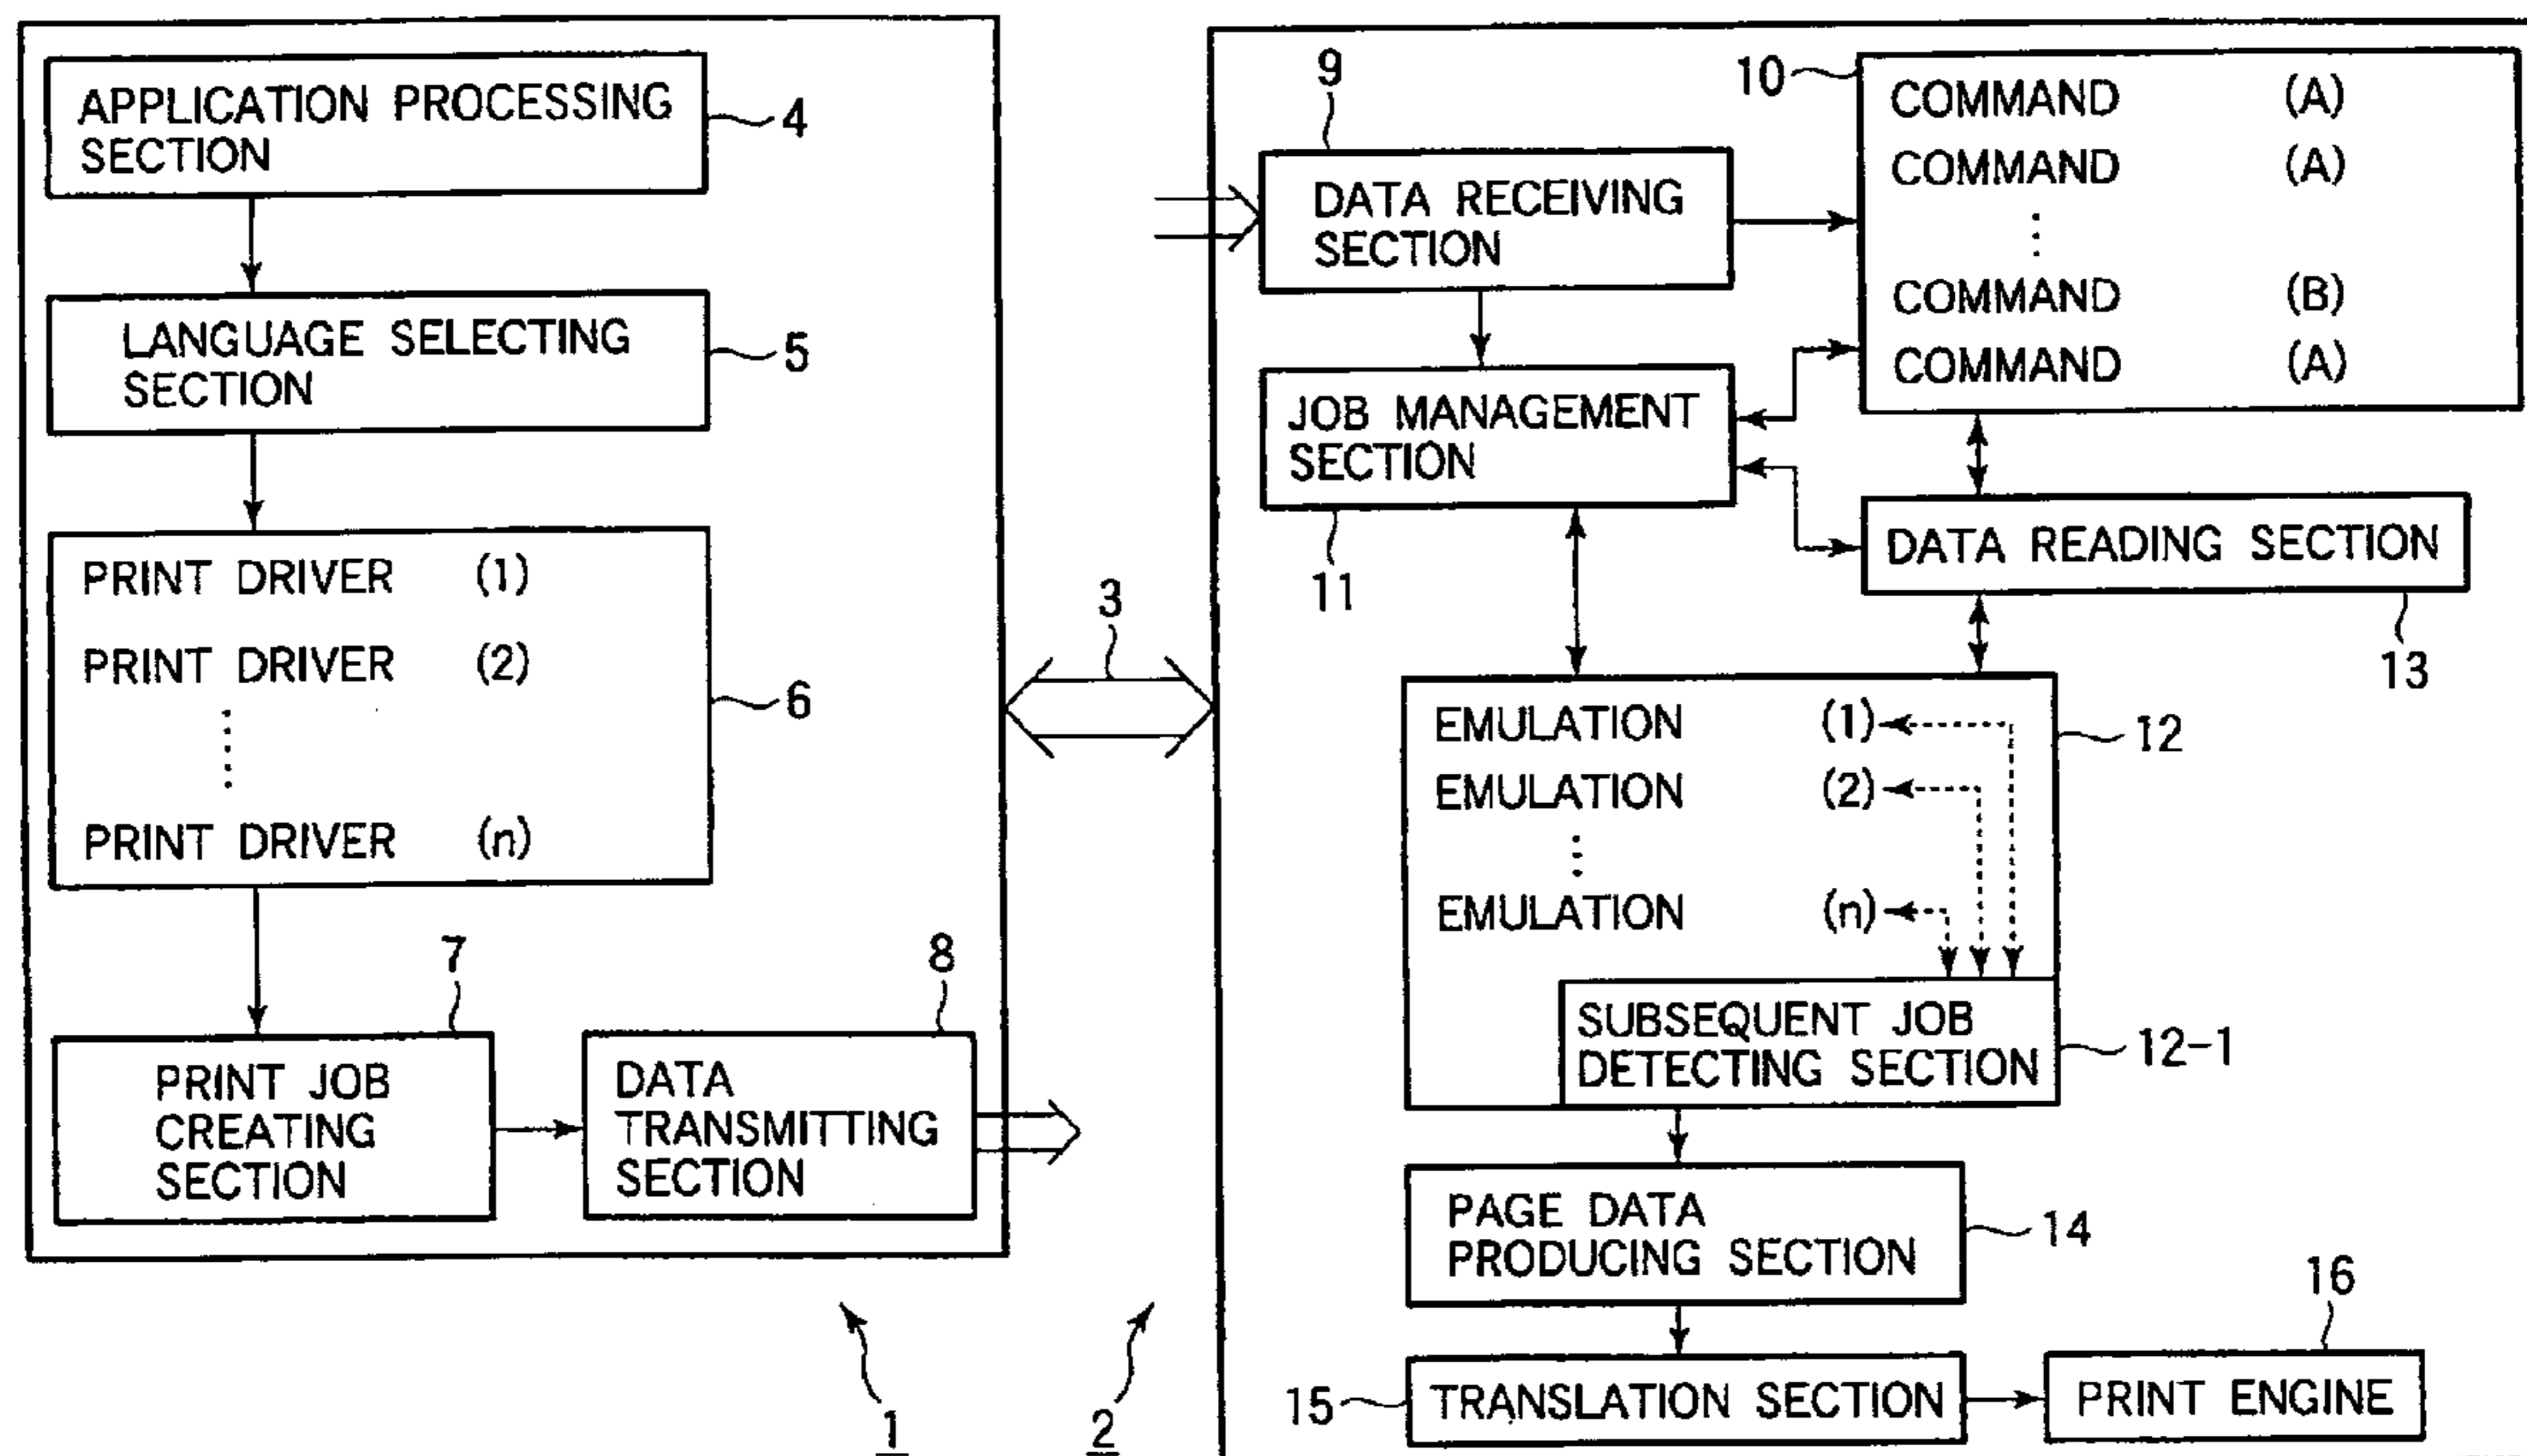 APPLICATION PROCESSING
SECTION
4
LANGUAGE SELECTING
SECTION
5
PRINT DRIVER (1)
PRINT DRIVER (2)
PRINT DRIVER (n)
6
7
PRINT JOB
CREATING
SECTION
8
DATA
TRANSMITTING
SECTION
1
3
2
9
DATA RECEIVING
SECTION
10
COMMAND (A)
COMMAND (A)
COMMAND (B)
COMMAND (A)
JOB MANAGEMENT
SECTION
11
DATA READING SECTION
13
EMULATION (1)
EMULATION (2)
EMULATION (n)
12
SUBSEQUENT JOB
DETECTING SECTION
12-1
PAGE DATA
PRODUCING SECTION
14
15
TRANSLATION SECTION
16
PRINT ENGINE